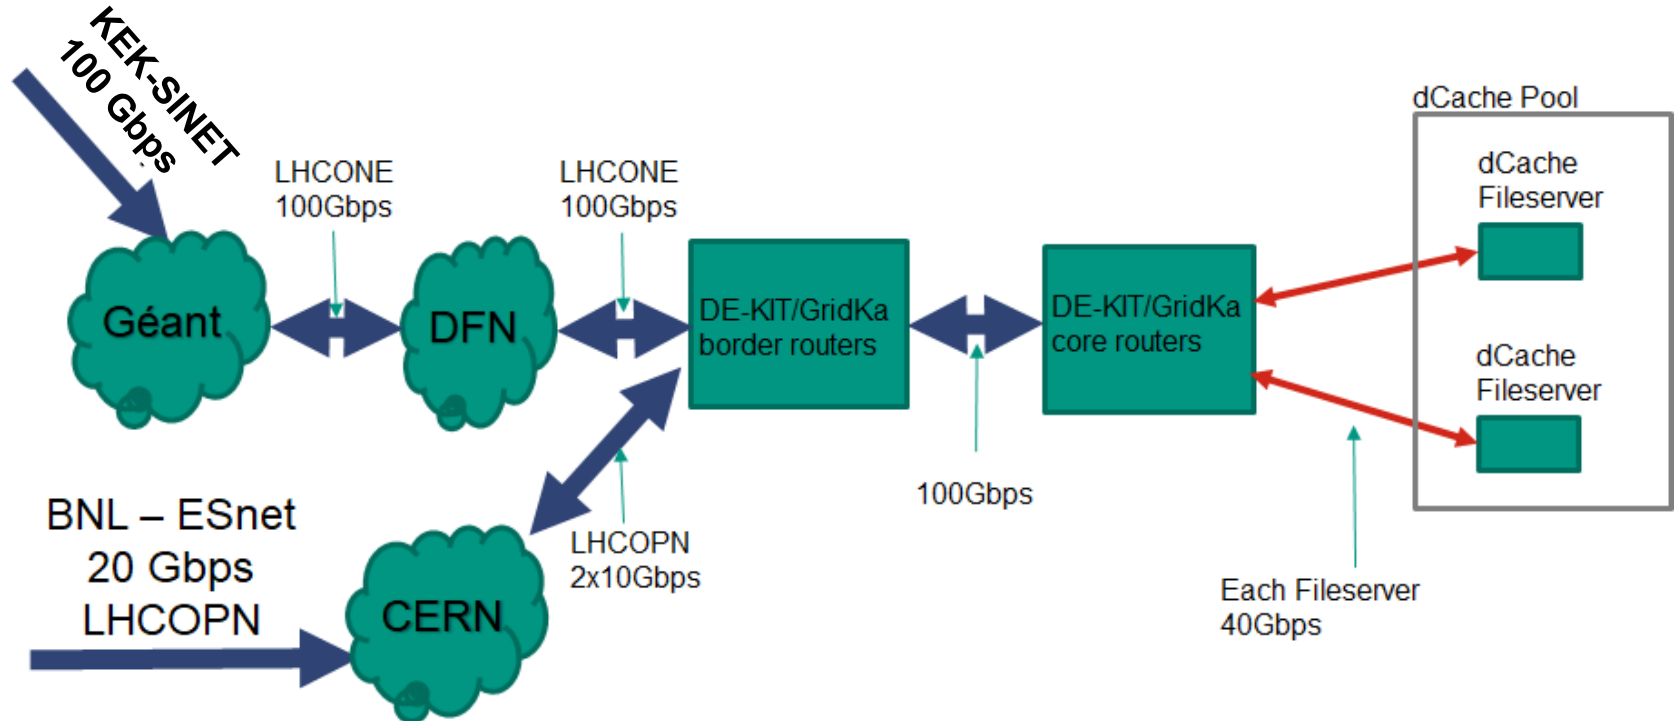 KEK-SINET
100 Gbps
LHCONE
100Gbps
LHCONE
100Gbps
dCache Pool
dCache
Fileserver
Géant
DFN
DE-KIT/GridKa
border routers
DE-KIT/GridKa
core routers
dCache
Fileserver
100Gbps
BNL – ESnet
20 Gbps
LHCOPN
LHCOPN
2x10Gbps
CERN
Each Fileserver
40Gbps